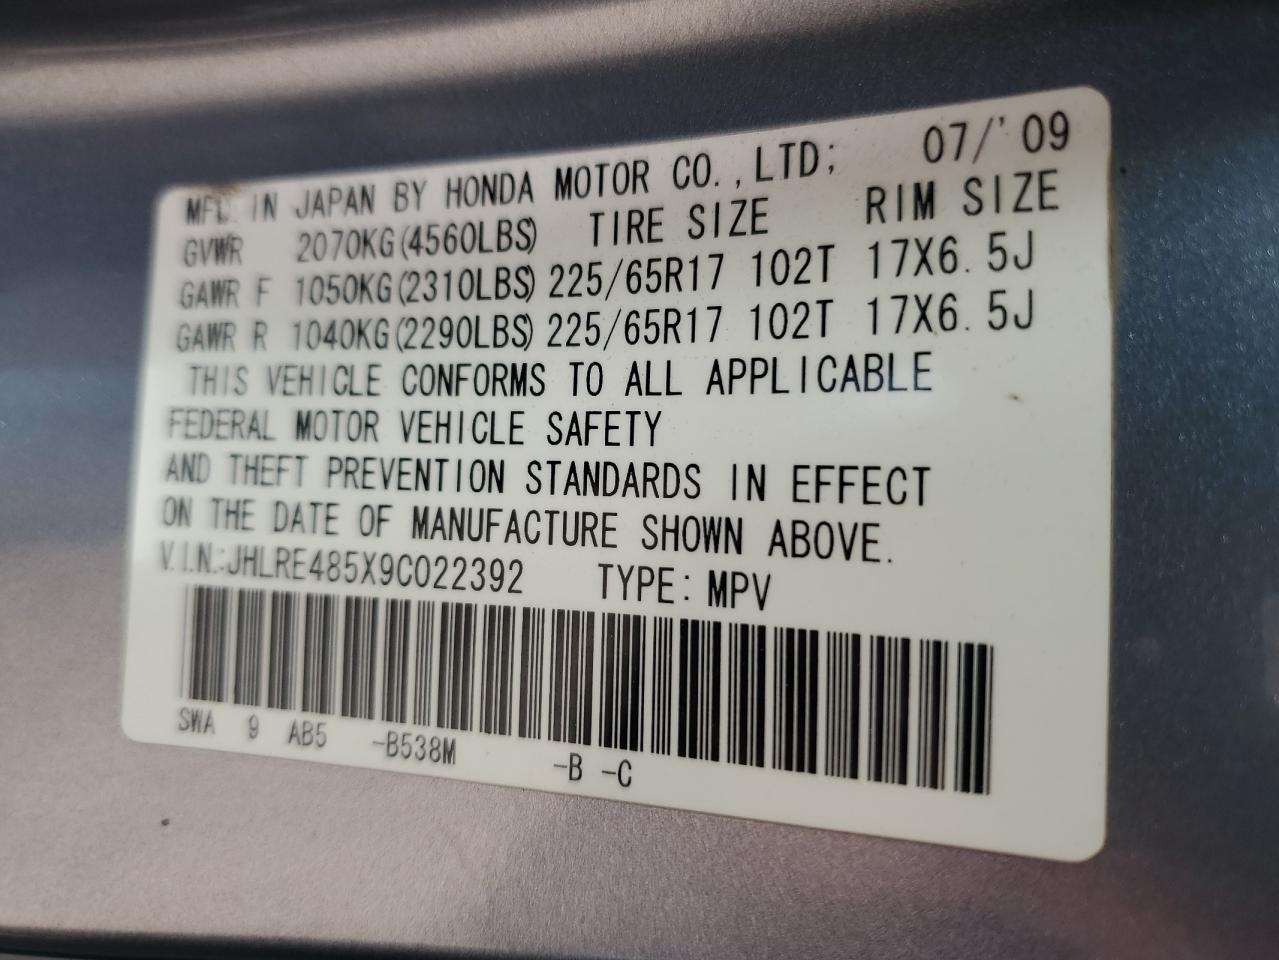 MFD. IN JAPAN BY HONDA MOTOR CO., LTD; 07/'09
GVWR 2070KG(4560LBS) TIRE SIZE RIM SIZE
GAWR F 1050KG(2310LBS) 225/65R17 102T 17X6.5J
GAWR R 1040KG(2290LBS) 225/65R17 102T 17X6.5J
THIS VEHICLE CONFORMS TO ALL APPLICABLE
FEDERAL MOTOR VEHICLE SAFETY
AND THEFT PREVENTION STANDARDS IN EFFECT
ON THE DATE OF MANUFACTURE SHOWN ABOVE.
V.I.N.:JHLRE485X9C022392 TYPE: MPV
SWA 9 AB5 -B538M -B -C